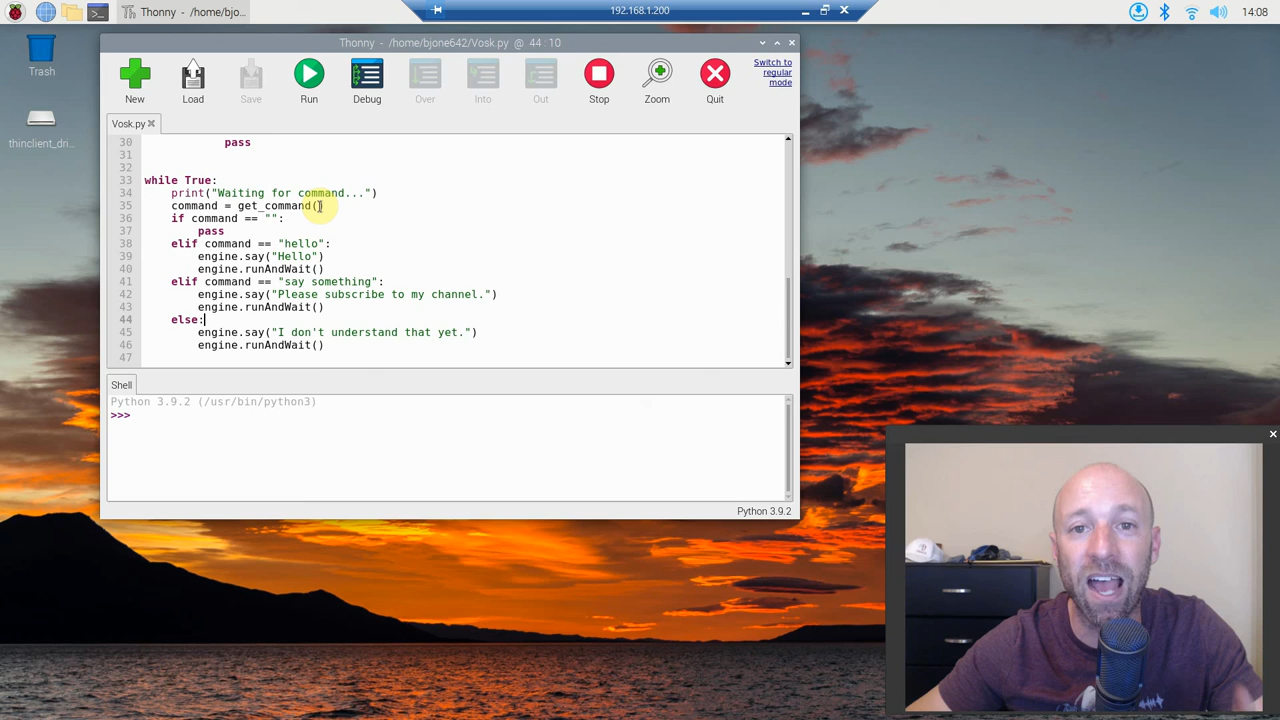 Thonny - /home/bjo...
192.168.1.200
14:08
Trash
thinclient_dri...
Thonny - /home/bjone642/Vosk.py @ 44 : 10
New
Load
Save
Run
Debug
Over
Into
Out
Stop
Zoom
Quit
Switch to
regular
mode
Vosk.py
30 pass
31
32
33 while True:
34 print("Waiting for command...")
35 command = get_command()
36 if command == "":
37 pass
38 elif command == "hello":
39 engine.say("Hello")
40 engine.runAndWait()
41 elif command == "say something":
42 engine.say("Please subscribe to my channel.")
43 engine.runAndWait()
44 else:
45 engine.say("I don't understand that yet.")
46 engine.runAndWait()
47
Shell
Python 3.9.2 (/usr/bin/python3)
>>>
Python 3.9.2